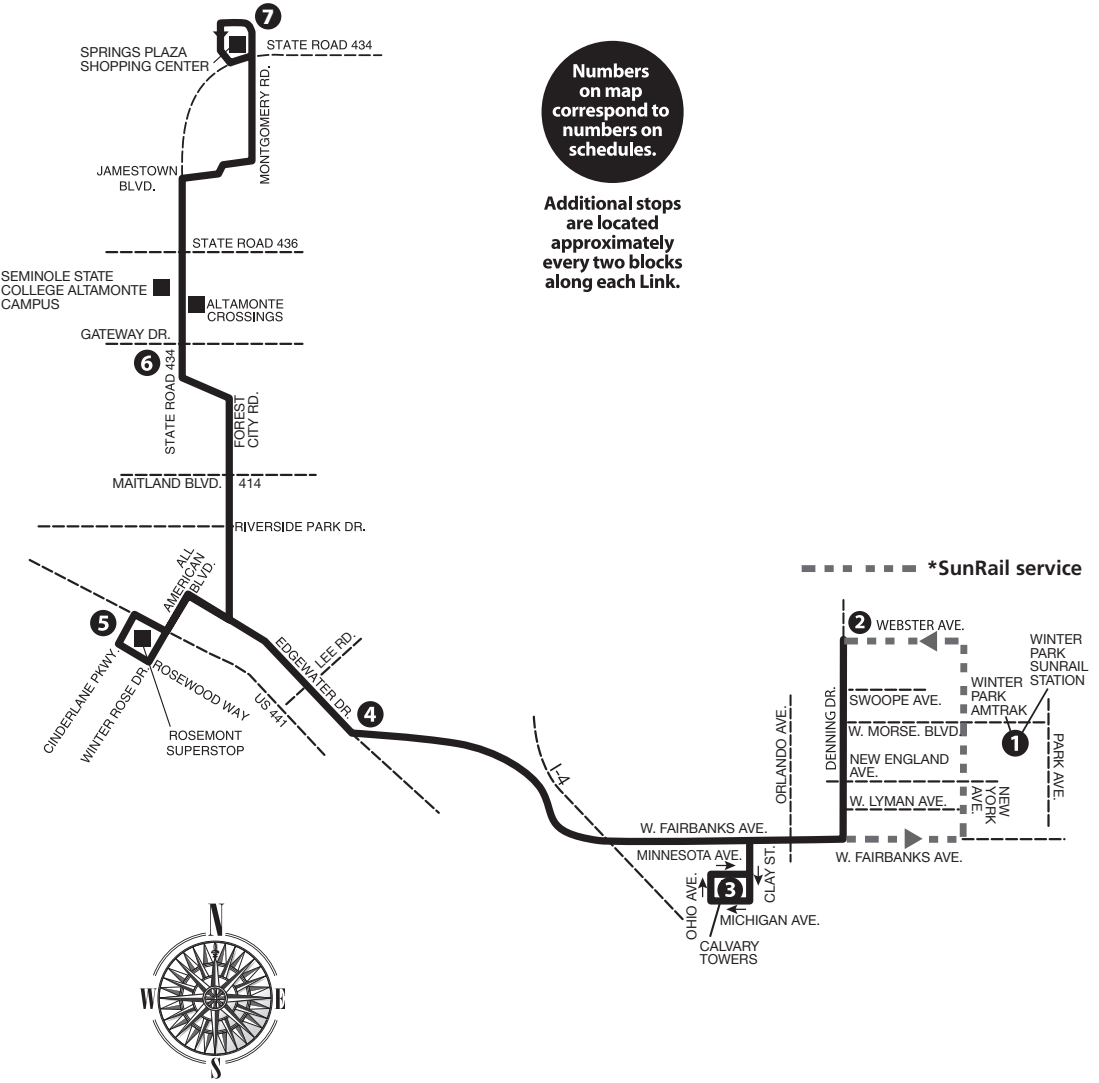 7
SPRINGS PLAZA
SHOPPING CENTER
STATE ROAD 434
MONTGOMERY RD.
JAMESTOWN
BLVD.
STATE ROAD 436
SEMINOLE STATE
COLLEGE ALTAMONTE
CAMPUS
ALTAMONTE
CROSSINGS
GATEWAY DR.
6
STATE ROAD 434
FOREST
CITY RD.
MAITLAND BLVD.
414
RIVERSIDE PARK DR.
ALL
AMERICAN
BLVD.
5
CINDERLANE PKWY.
WINTER ROSE DR.
ROSEWOOD WAY
US 441
ROSEMONT
SUPERSTOP
EDGEWATER DR.
LEE RD.
4
Numbers
on map
correspond to
numbers on
schedules.
Additional stops
are located
approximately
every two blocks
along each Link.
I-4
W. FAIRBANKS AVE.
MINNESOTA AVE.
CLAY ST.
OHIO AVE.
3
MICHIGAN AVE.
CALVARY
TOWERS
ORLANDO AVE.
*SunRail service
2
WEBSTER AVE.
WINTER
PARK
SUNRAIL
STATION
WINTER
PARK
AMTRAK
1
DENNING DR.
SWOOPE AVE.
W. MORSE. BLVD.
NEW ENGLAND
AVE.
W. LYMAN AVE.
NEW
YORK
AVE.
PARK AVE.
W. FAIRBANKS AVE.
N
W
E
S